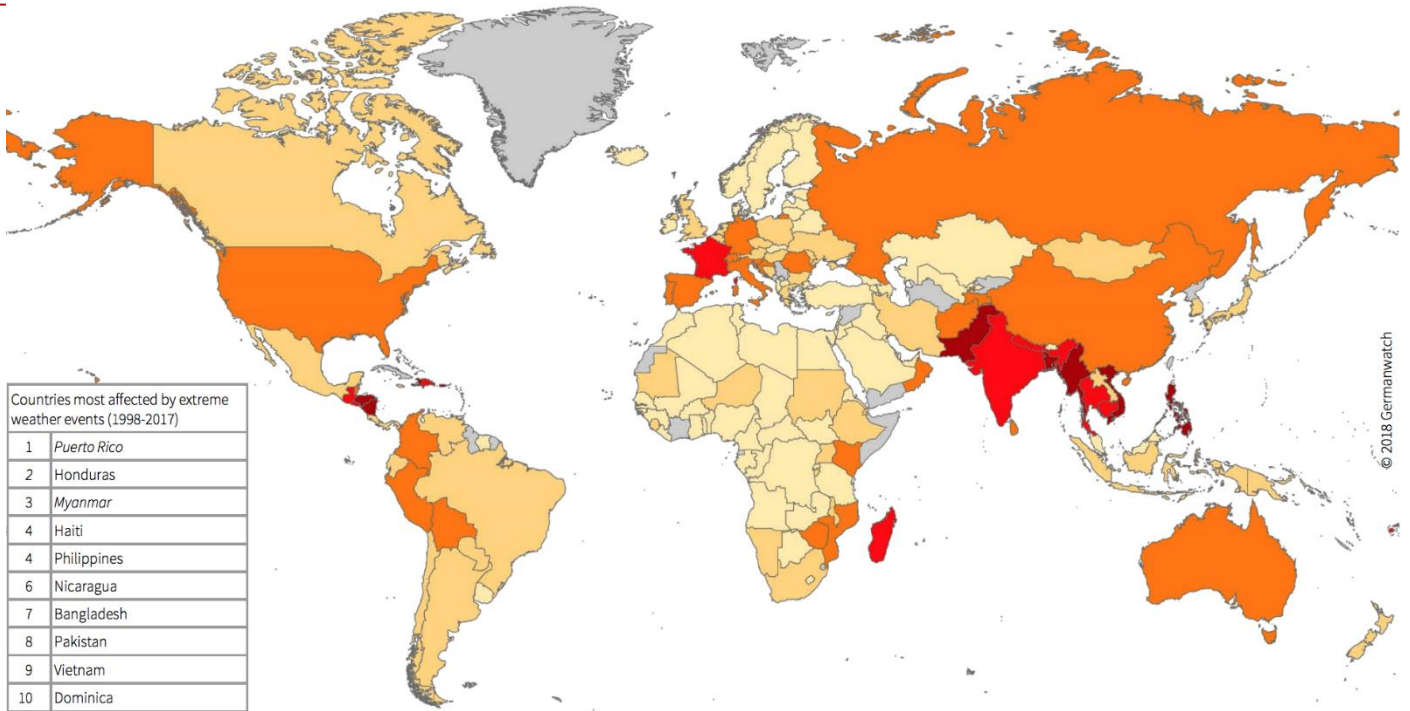 Countries most affected by extreme
weather events (1998-2017)
1 Puerto Rico
2 Honduras
3 Myanmar
4 Haiti
4 Philippines
6 Nicaragua
7 Bangladesh
8 Pakistan
9 Vietnam
10 Dominica
© 2018 Germanwatch